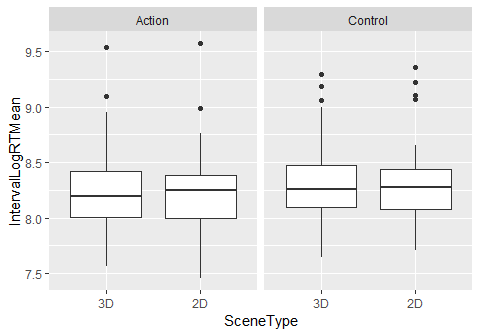 Action Control
IntervalLogRTMean
9.5
9.0
8.5
8.0
7.5
3D 2D 3D 2D
SceneType